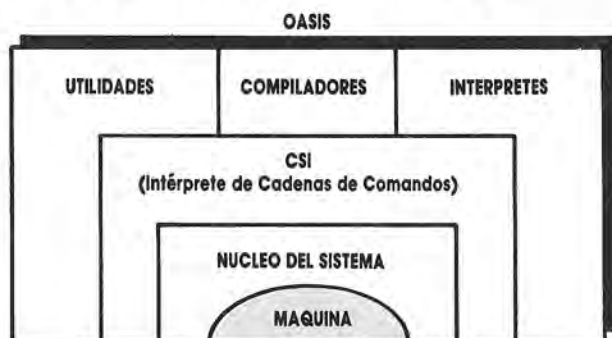 OASIS
UTILIDADES
COMPILADORES
INTERPRETES
CSI
(Intérprete de Cadenas de Comandos)
NUCLEO DEL SISTEMA
MAQUINA